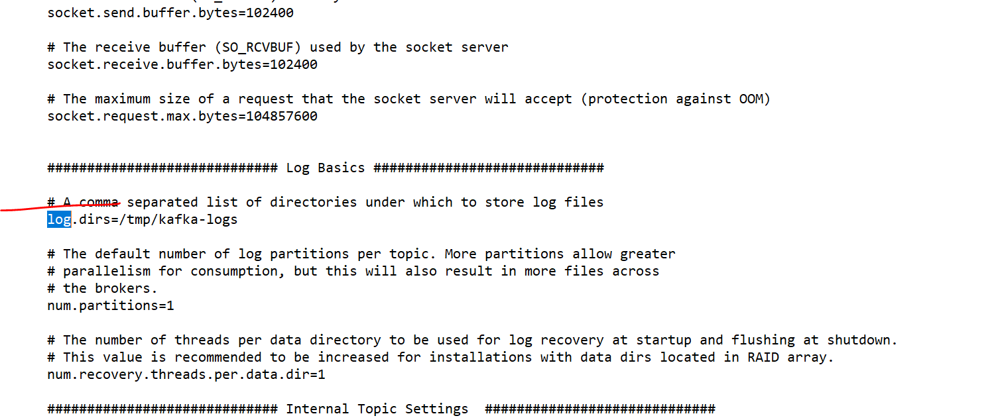 socket.send.buffer.bytes=102400
# The receive buffer (SO_RCVBUF) used by the socket server
socket.receive.buffer.bytes=102400
# The maximum size of a request that the socket server will accept (protection against OOM)
socket.request.max.bytes=104857600
############################# Log Basics #############################
# A comma separated list of directories under which to store log files
log.dirs=/tmp/kafka-logs
# The default number of log partitions per topic. More partitions allow greater
# parallelism for consumption, but this will also result in more files across
# the brokers.
num.partitions=1
# The number of threads per data directory to be used for log recovery at startup and flushing at shutdown.
# This value is recommended to be increased for installations with data dirs located in RAID array.
num.recovery.threads.per.data.dir=1
############################# Internal Topic Settings  #############################